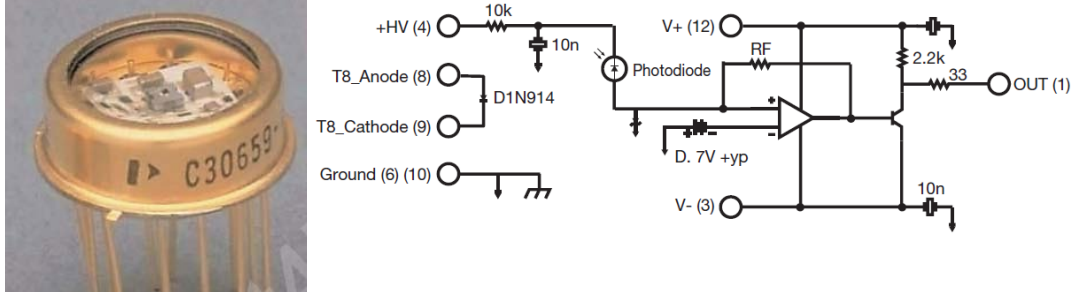 C30659
+HV (4)
10k
10n
T8_Anode (8)
D1N914
T8_Cathode (9)
Ground (6) (10)
Photodiode
V+ (12)
RF
2.2k
33
OUT (1)
+
-
+ -
D. 7V +yp
V- (3)
10n